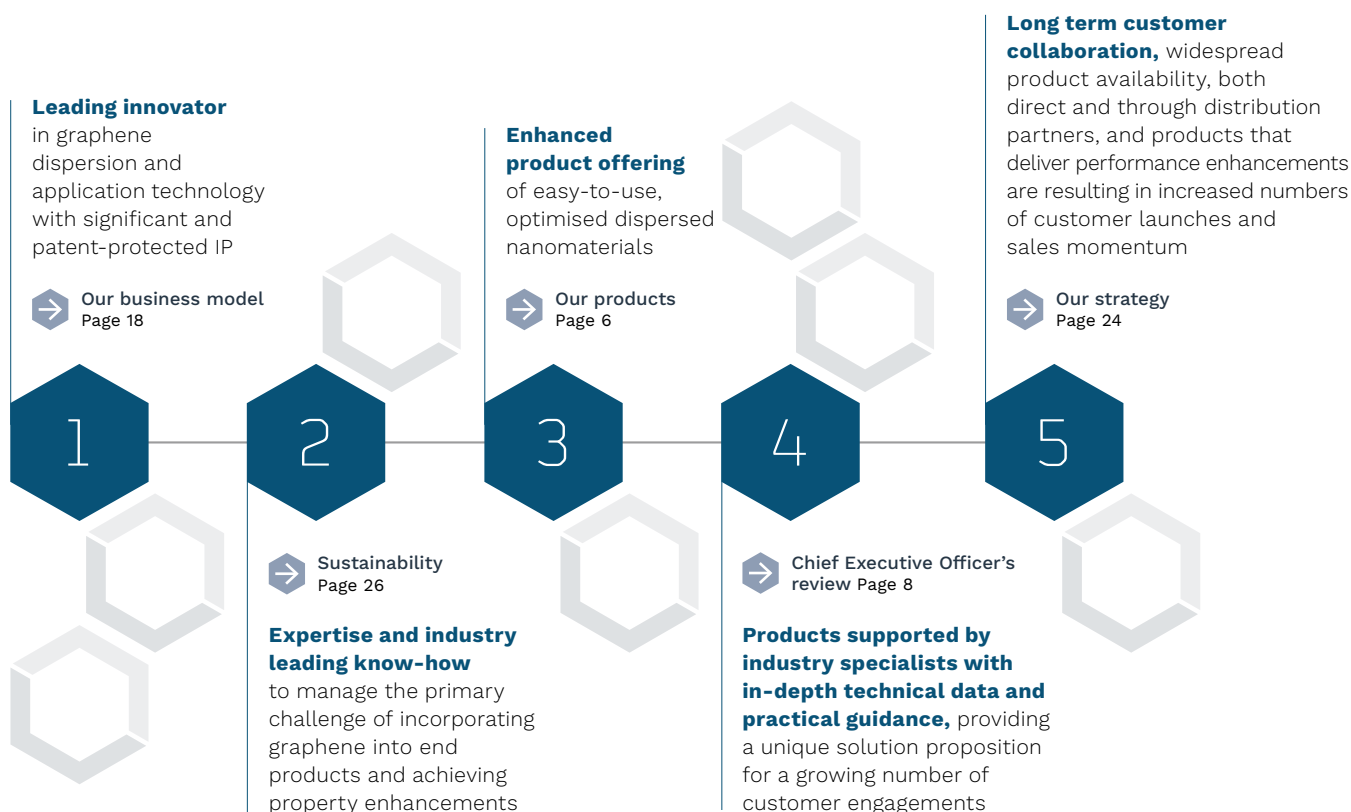 Leading innovator
in graphene
dispersion and
application technology
with significant and
patent-protected IP
Our business model
Page 18
1
2
Sustainability
Page 26
Expertise and industry
leading know-how
to manage the primary
challenge of incorporating
graphene into end
products and achieving
property enhancements
Enhanced
product offering
of easy-to-use,
optimised dispersed
nanomaterials
Our products
Page 6
3
4
Chief Executive Officer's
review Page 8
Products supported by
industry specialists with
in-depth technical data and
practical guidance, providing
a unique solution proposition
for a growing number of
customer engagements
Long term customer
collaboration, widespread
product availability, both
direct and through distribution
partners, and products that
deliver performance enhancements
are resulting in increased numbers
of customer launches and
sales momentum
Our strategy
Page 24
5